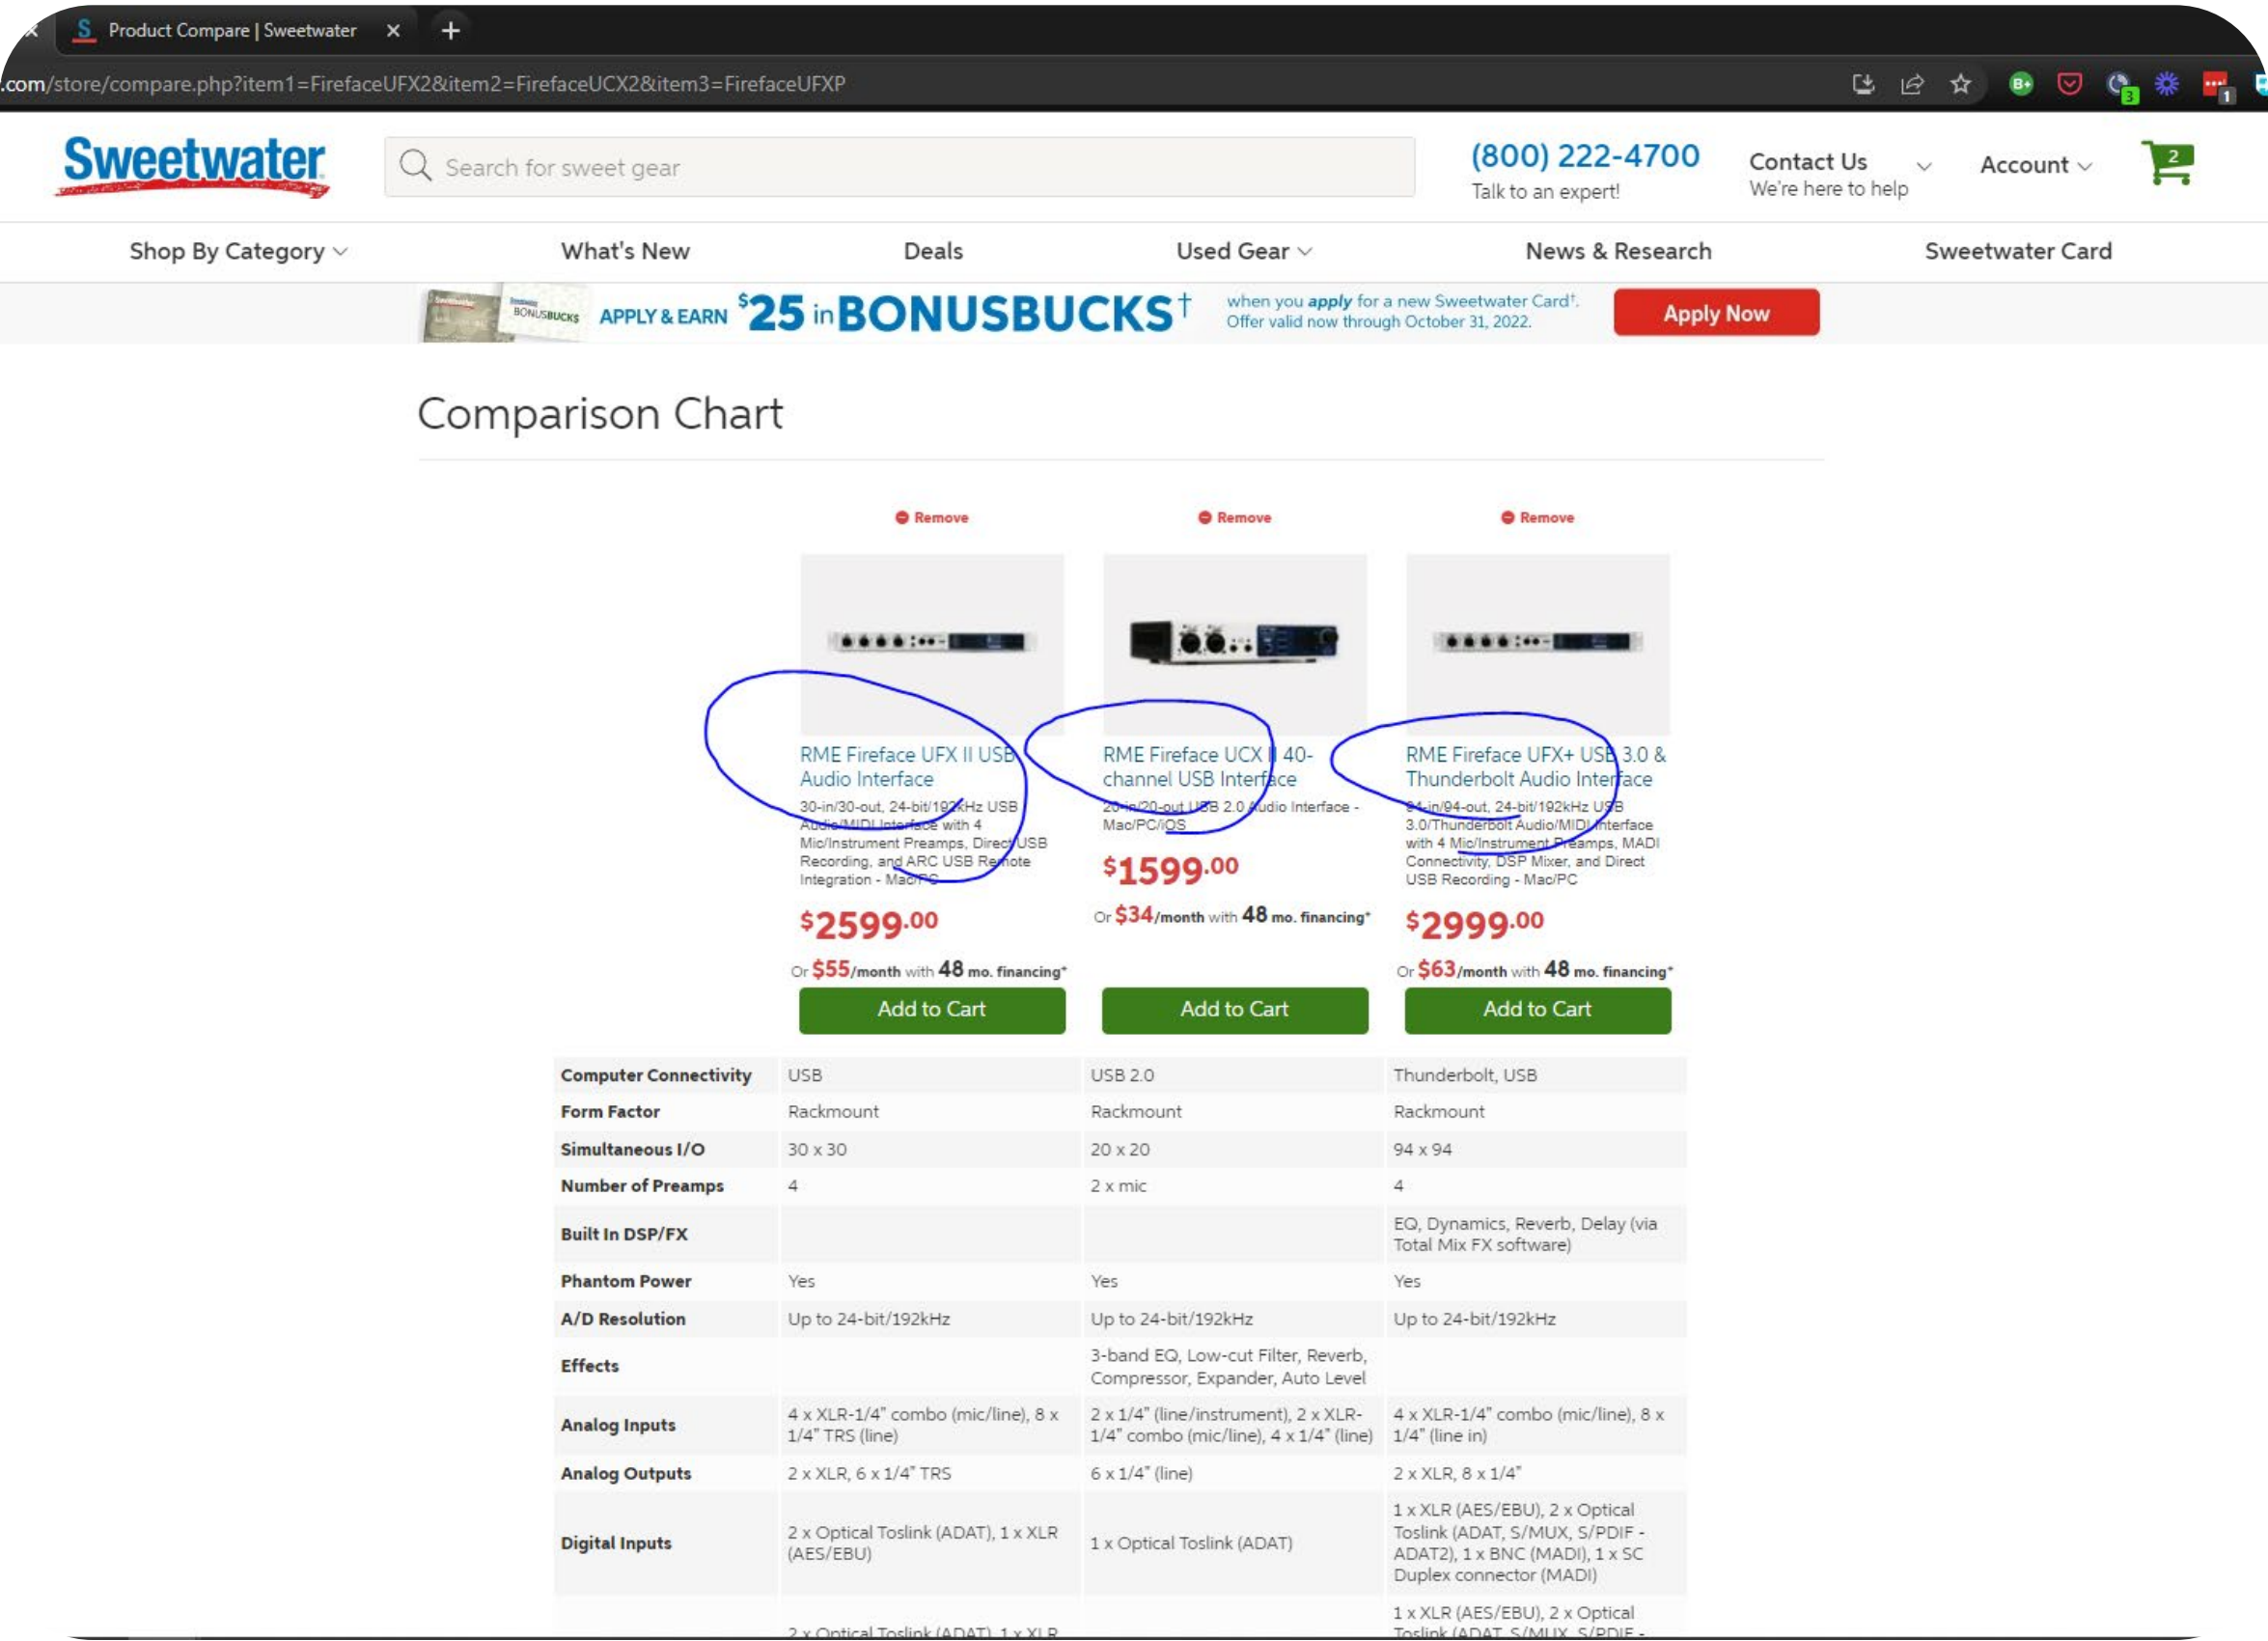 Product Compare | Sweetwater
.com/store/compare.php?item1=FirefaceUFX2&item2=FirefaceUCX2&item3=FirefaceUFXP
B+
3
1
Sweetwater
Search for sweet gear
(800) 222-4700
Talk to an expert!
Contact Us
We're here to help
Account
2
Shop By Category
What's New
Deals
Used Gear
News & Research
Sweetwater Card
BONUSBUCKS
APPLY & EARN $25 in BONUSBUCKS†
when you apply for a new Sweetwater Card†.
Offer valid now through October 31, 2022.
Apply Now
Comparison Chart
Remove
Remove
Remove
RME Fireface UFX II USB
Audio Interface
30-in/30-out, 24-bit/192kHz USB
Audio/MIDI Interface with 4
Mic/Instrument Preamps, Direct USB
Recording, and ARC USB Remote
Integration - Mac/PC
$2599.00
Or $55/month with 48 mo. financing*
Add to Cart
RME Fireface UCX II 40-
channel USB Interface
20-in/20-out USB 2.0 Audio Interface -
Mac/PC/iOS
$1599.00
Or $34/month with 48 mo. financing*
Add to Cart
RME Fireface UFX+ USB 3.0 &
Thunderbolt Audio Interface
94-in/94-out, 24-bit/192kHz USB
3.0/Thunderbolt Audio/MIDI Interface
with 4 Mic/Instrument Preamps, MADI
Connectivity, DSP Mixer, and Direct
USB Recording - Mac/PC
$2999.00
Or $63/month with 48 mo. financing*
Add to Cart
Computer Connectivity USB USB 2.0 Thunderbolt, USB
Form Factor Rackmount Rackmount Rackmount
Simultaneous I/O 30 x 30 20 x 20 94 x 94
Number of Preamps 4 2 x mic 4
Built In DSP/FX
EQ, Dynamics, Reverb, Delay (via
Total Mix FX software)
Phantom Power Yes Yes Yes
A/D Resolution Up to 24-bit/192kHz Up to 24-bit/192kHz Up to 24-bit/192kHz
Effects
3-band EQ, Low-cut Filter, Reverb,
Compressor, Expander, Auto Level
Analog Inputs
4 x XLR-1/4" combo (mic/line), 8 x
1/4" TRS (line)
2 x 1/4" (line/instrument), 2 x XLR-
1/4" combo (mic/line), 4 x 1/4" (line)
4 x XLR-1/4" combo (mic/line), 8 x
1/4" (line in)
Analog Outputs 2 x XLR, 6 x 1/4" TRS 6 x 1/4" (line) 2 x XLR, 8 x 1/4"
Digital Inputs
2 x Optical Toslink (ADAT), 1 x XLR
(AES/EBU)
1 x Optical Toslink (ADAT)
1 x XLR (AES/EBU), 2 x Optical
Toslink (ADAT, S/MUX, S/PDIF -
ADAT2), 1 x BNC (MADI), 1 x SC
Duplex connector (MADI)
2 x Optical Toslink (ADAT), 1 x XLR
1 x XLR (AES/EBU), 2 x Optical
Toslink (ADAT, S/MUX, S/PDIF -